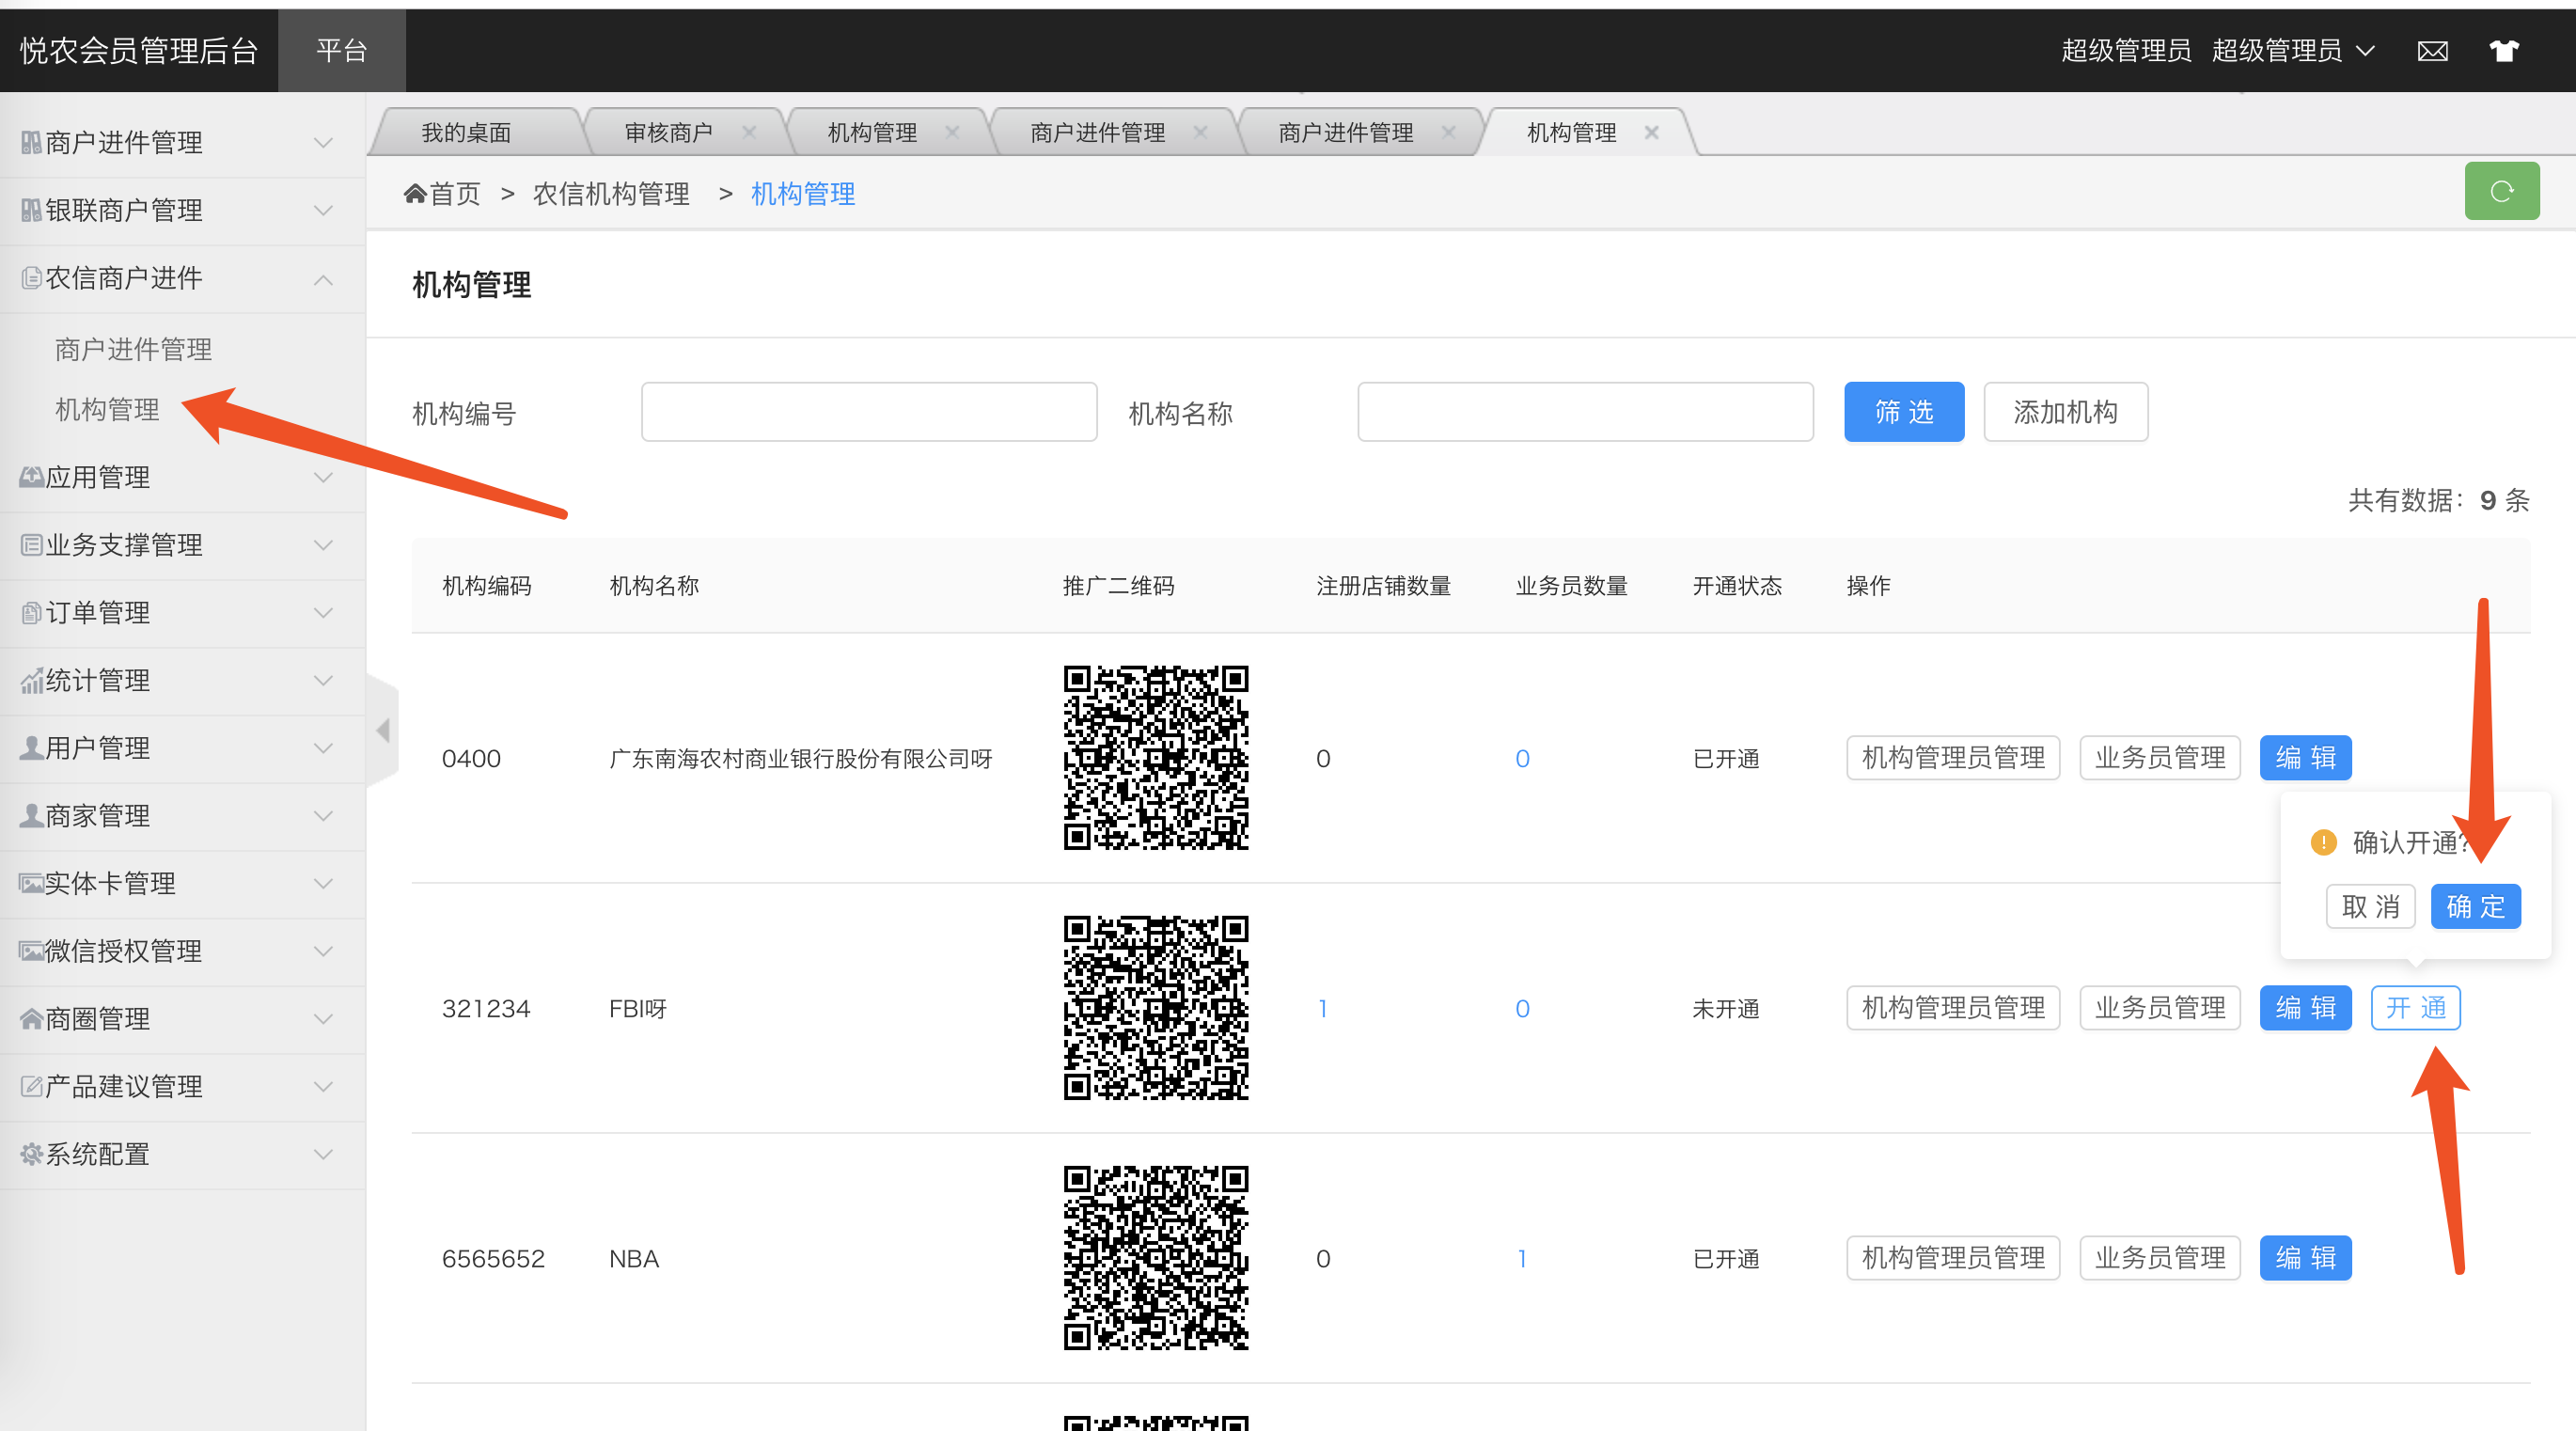 悦农会员管理后台 平台 超级管理员 超级管理员
我的桌面 审核商户 机构管理 商户进件管理 商户进件管理 机构管理
首页 > 农信机构管理 > 机构管理
商户进件管理
银联商户管理
农信商户进件
商户进件管理
机构管理
应用管理
业务支撑管理
订单管理
统计管理
用户管理
商家管理
实体卡管理
微信授权管理
商圈管理
产品建议管理
系统配置
机构管理
机构编号 机构名称 筛 选 添加机构
共有数据：9 条
机构编码 机构名称 推广二维码 注册店铺数量 业务员数量 开通状态 操作
0400 广东南海农村商业银行股份有限公司呀 0 0 已开通 机构管理员管理 业务员管理 编 辑
确认开通?
取 消 确 定
321234 FBI呀 1 0 未开通 机构管理员管理 业务员管理 编 辑 开 通
6565652 NBA 0 1 已开通 机构管理员管理 业务员管理 编 辑